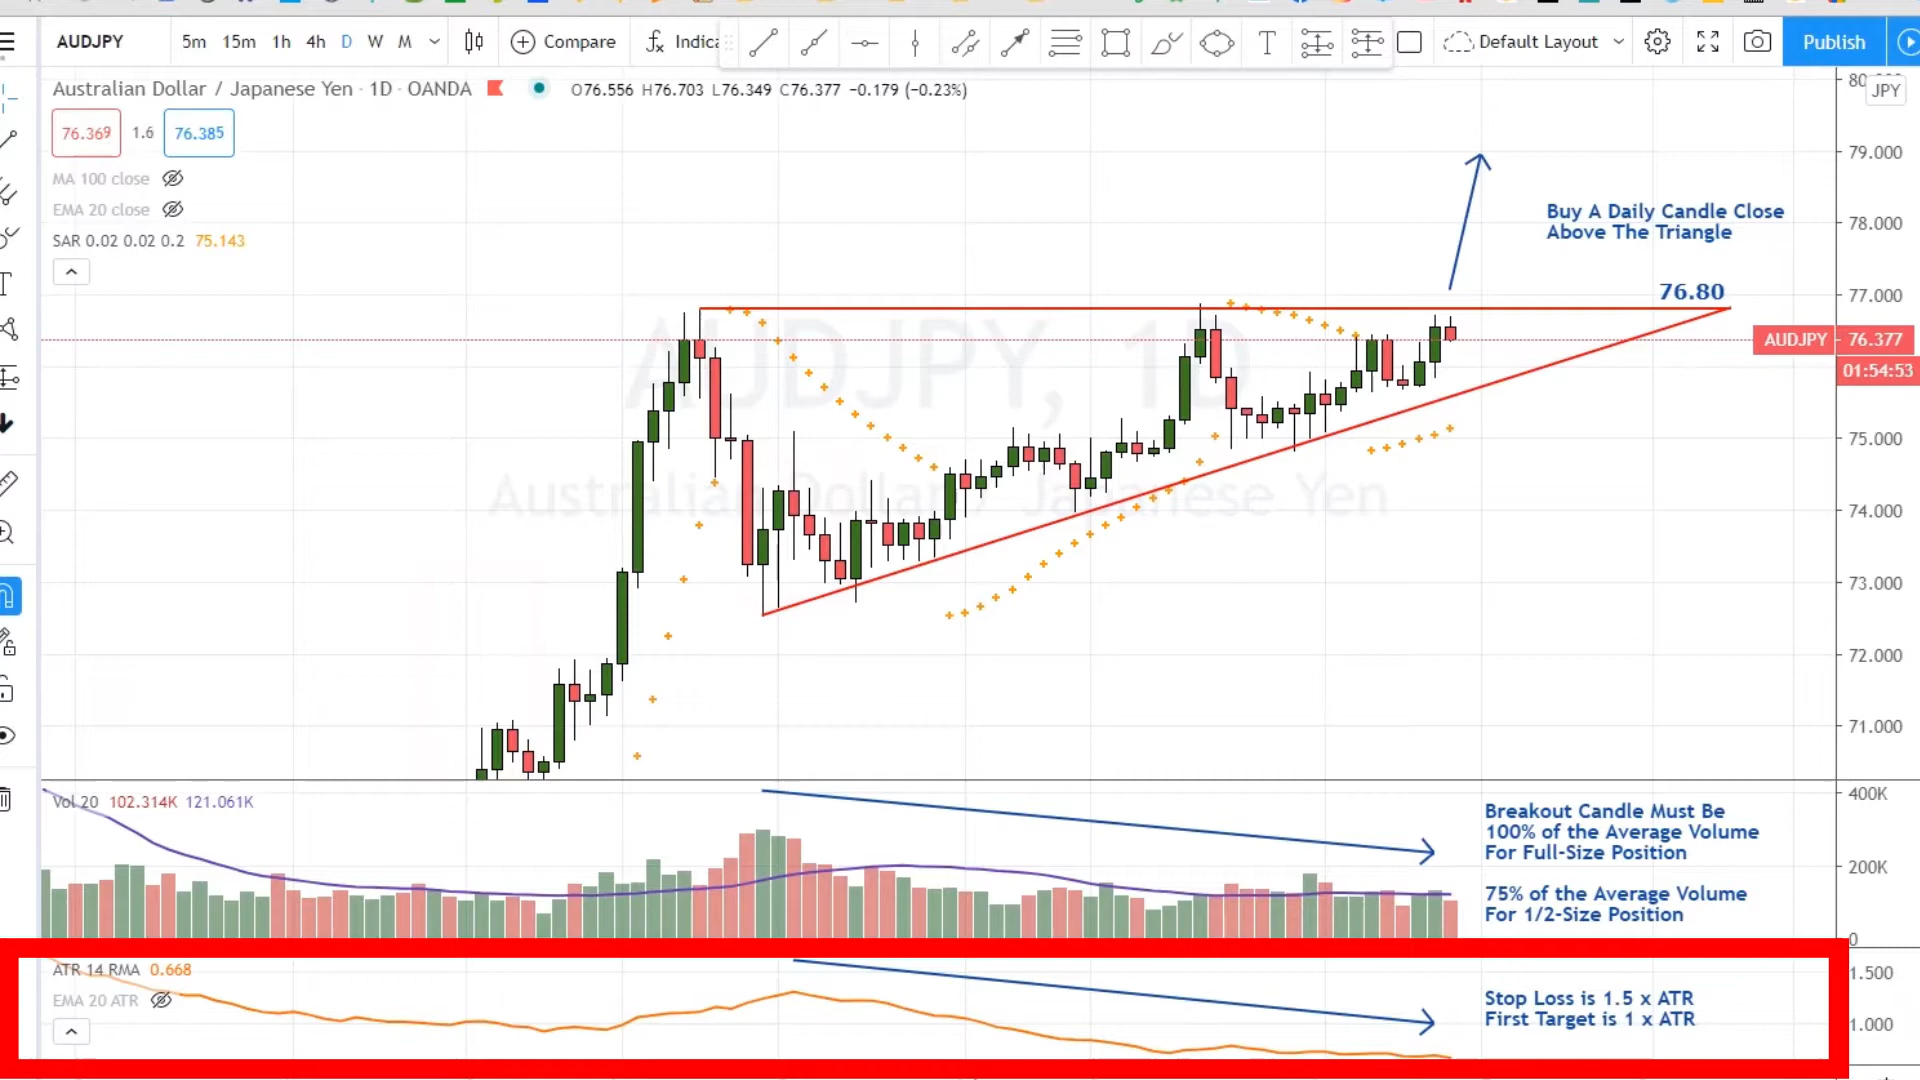 AUDJPY 5m 15m 1h 4h D W M Compare Indica Default Layout Publish
Australian Dollar / Japanese Yen · 1D · OANDA O76.556 H76.703 L76.349 C76.377 −0.179 (−0.23%)
JPY
76.369 1.6 76.385
MA 100 close
EMA 20 close
SAR 0.02 0.02 0.2 75.143
79.000
78.000
77.000
75.000
74.000
73.000
72.000
71.000
Buy A Daily Candle Close
Above The Triangle
76.80
AUDJPY 76.377
01:54:53
AUDJPY, 1D
Australian Dollar / Japanese Yen
Vol 20 102.314K 121.061K
400K
200K
0
Breakout Candle Must Be
100% of the Average Volume
For Full-Size Position
75% of the Average Volume
For 1/2-Size Position
ATR 14 RMA 0.668
EMA 20 ATR
1.500
1.000
Stop Loss is 1.5 x ATR
First Target is 1 x ATR